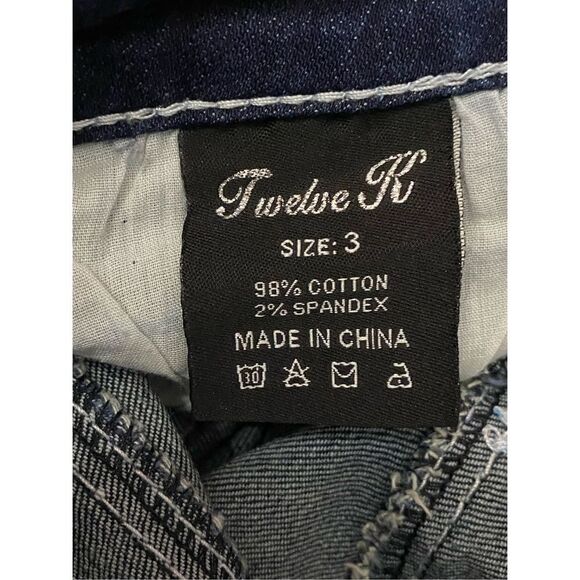 Twelve K
SIZE: 3
98% COTTON
2% SPANDEX
MADE IN CHINA
30